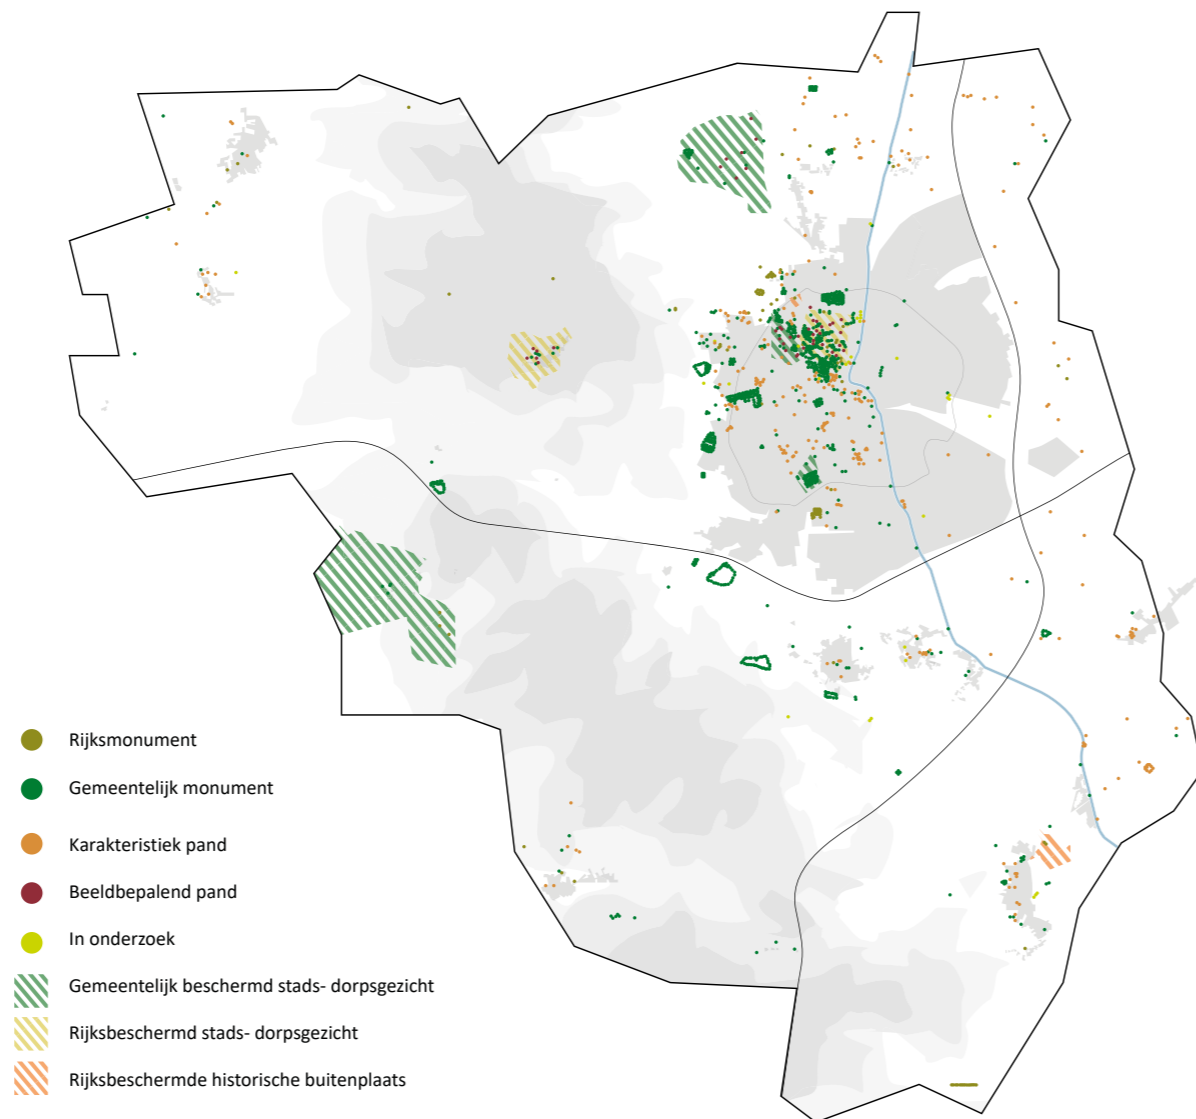 Rijksmonument
Gemeentelijk monument
Karakteristiek pand
Beeldbepalend pand
In onderzoek
Gemeentelijk beschermd stads- dorpsgezicht
Rijksbeschermd stads- dorpsgezicht
Rijksbeschermde historische buitenplaats